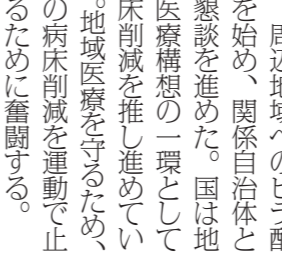 周辺地域へのビラ配
を始め、関係自治体と
懇談を進めた。国は地
医療構想の一環として
床削減を推し進めてい
。地域医療を守るため、
の病床削減を運動で止
るために奮闘する。